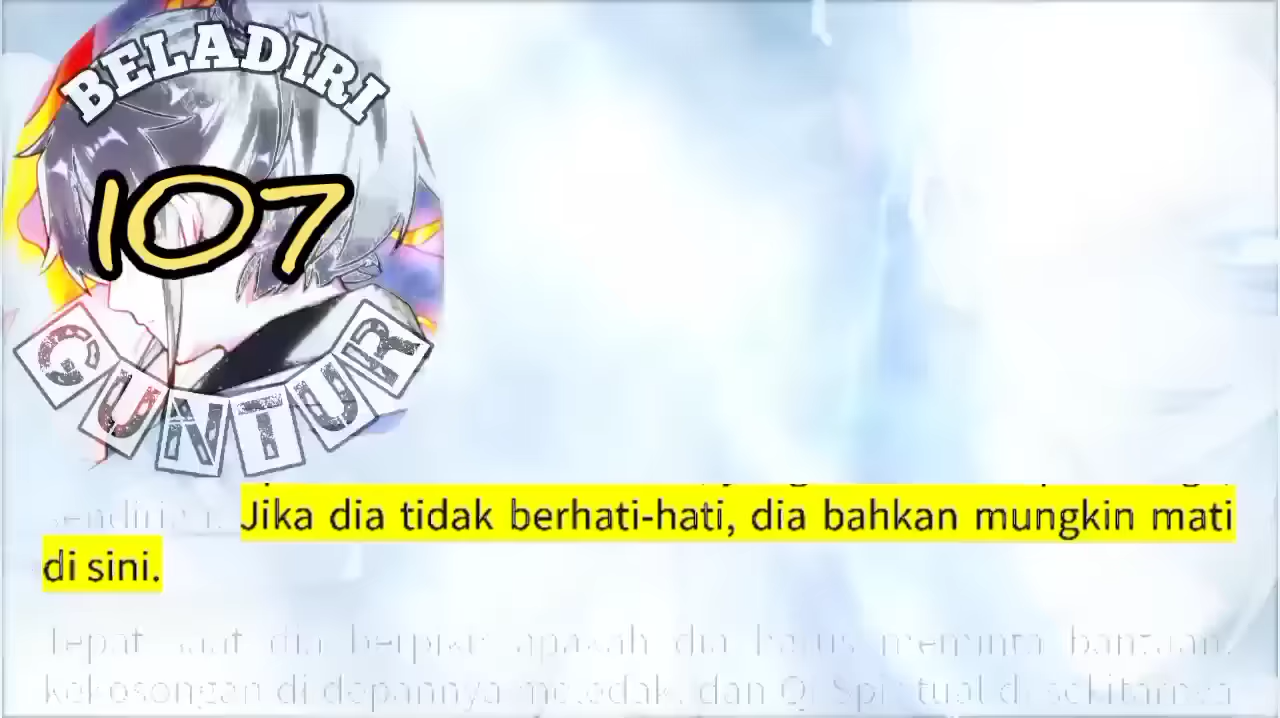 BELADIRI
107
GUNTUR
sendirian. Jika dia tidak berhati-hati, dia bahkan mungkin mati
di sini.
Tepat saat dia berpikir apakah dia harus meminta bantuan,
kekosongan di depannya meledak, dan Qi Spiritual di sekitarnya